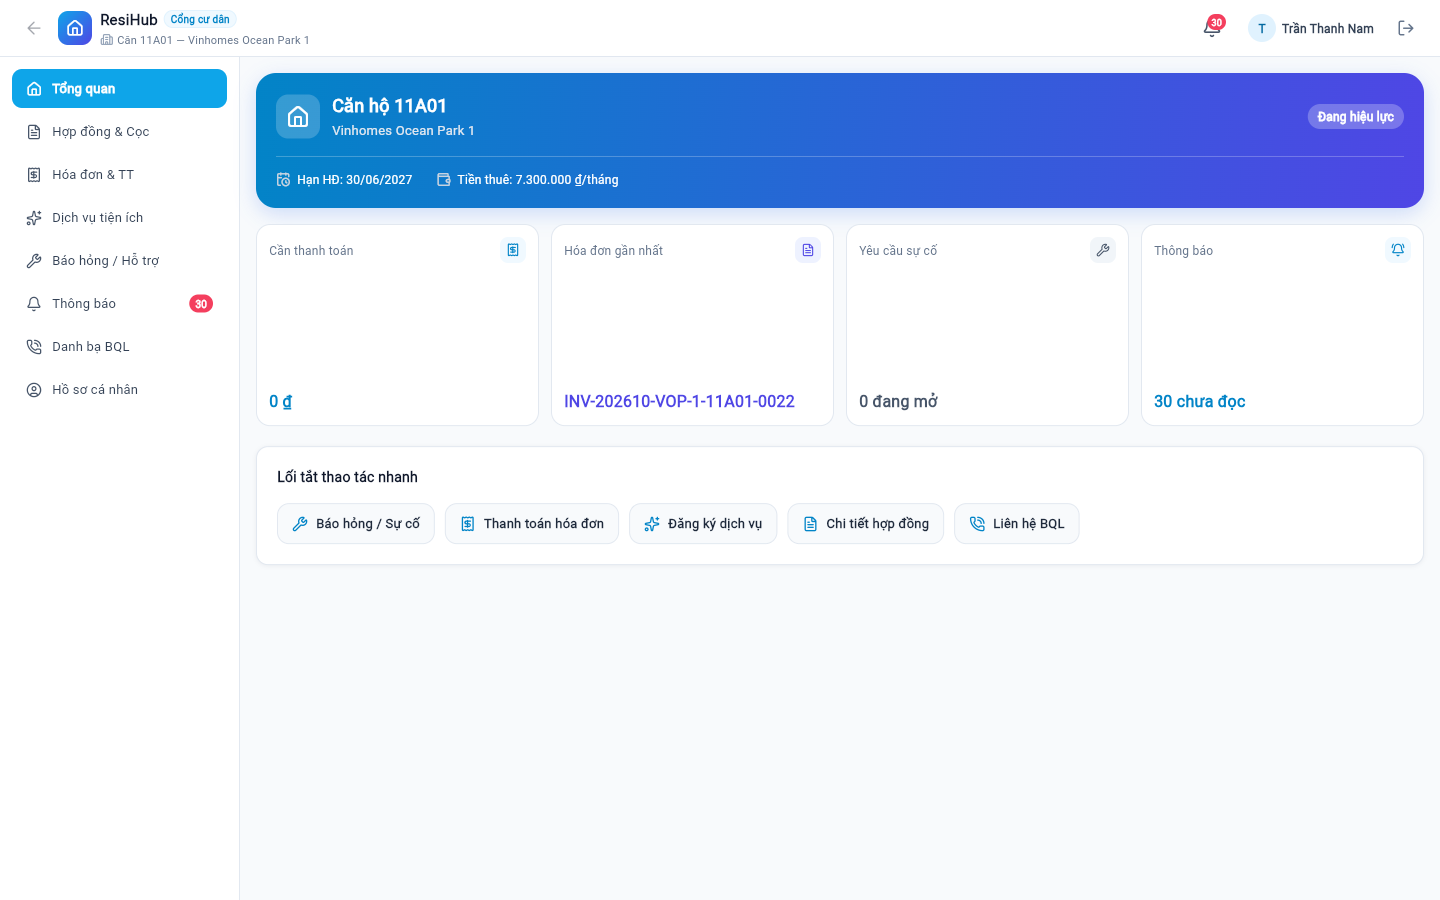 ResiHub Cổng cư dân
Căn 11A01 — Vinhomes Ocean Park 1
30
T Trần Thanh Nam
Tổng quan
Hợp đồng & Cọc
Hóa đơn & TT
Dịch vụ tiện ích
Báo hỏng / Hỗ trợ
Thông báo 30
Danh bạ BQL
Hồ sơ cá nhân
Căn hộ 11A01
Vinhomes Ocean Park 1
Đang hiệu lực
Hạn HĐ: 30/06/2027 Tiền thuê: 7.300.000 ₫/tháng
Cần thanh toán
0 ₫
Hóa đơn gần nhất
INV-202610-VOP-1-11A01-0022
Yêu cầu sự cố
0 đang mở
Thông báo
30 chưa đọc
Lối tắt thao tác nhanh
Báo hỏng / Sự cố
Thanh toán hóa đơn
Đăng ký dịch vụ
Chi tiết hợp đồng
Liên hệ BQL